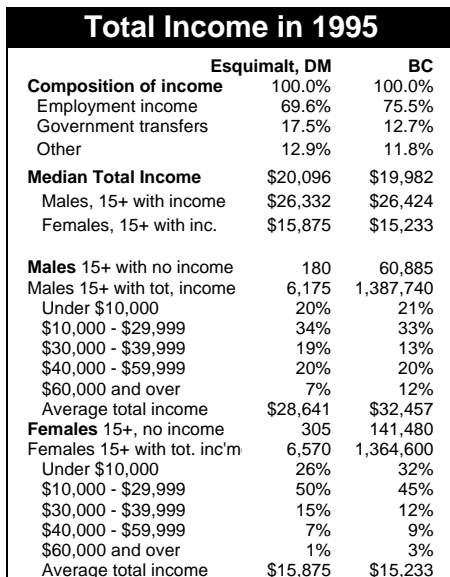 Total Income in 1995
Esquimalt, DM BC
Composition of income 100.0% 100.0%
Employment income 69.6% 75.5%
Government transfers 17.5% 12.7%
Other 12.9% 11.8%
Median Total Income $20,096 $19,982
Males, 15+ with income $26,332 $26,424
Females, 15+ with inc. $15,875 $15,233
Males 15+ with no income 180 60,885
Males 15+ with tot, income 6,175 1,387,740
Under $10,000 20% 21%
$10,000 - $29,999 34% 33%
$30,000 - $39,999 19% 13%
$40,000 - $59,999 20% 20%
$60,000 and over 7% 12%
Average total income $28,641 $32,457
Females 15+, no income 305 141,480
Females 15+ with tot. inc'm 6,570 1,364,600
Under $10,000 26% 32%
$10,000 - $29,999 50% 45%
$30,000 - $39,999 15% 12%
$40,000 - $59,999 7% 9%
$60,000 and over 1% 3%
Average total income $15,875 $15,233